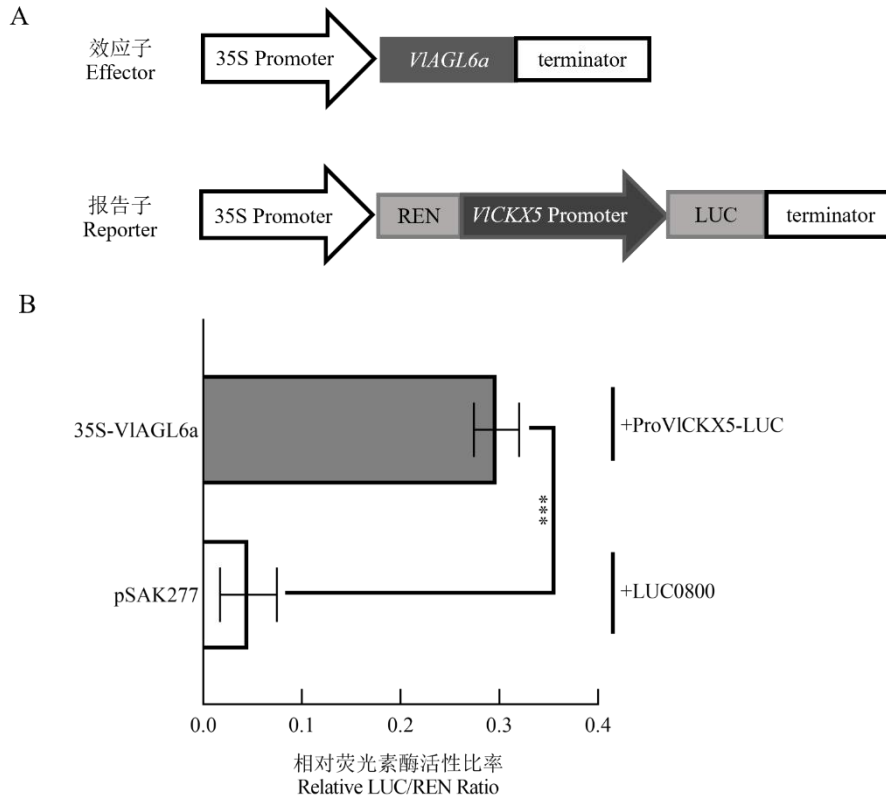 A
效应子
Effector
35S Promoter
VlAGL6a
terminator
报告子
Reporter
35S Promoter
REN
VlCKX5 Promoter
LUC
terminator
B
35S-VlAGL6a
+ProVlCKX5-LUC
***
pSAK277
+LUC0800
0.0
0.1
0.2
0.3
0.4
相对荧光素酶活性比率
Relative LUC/REN Ratio